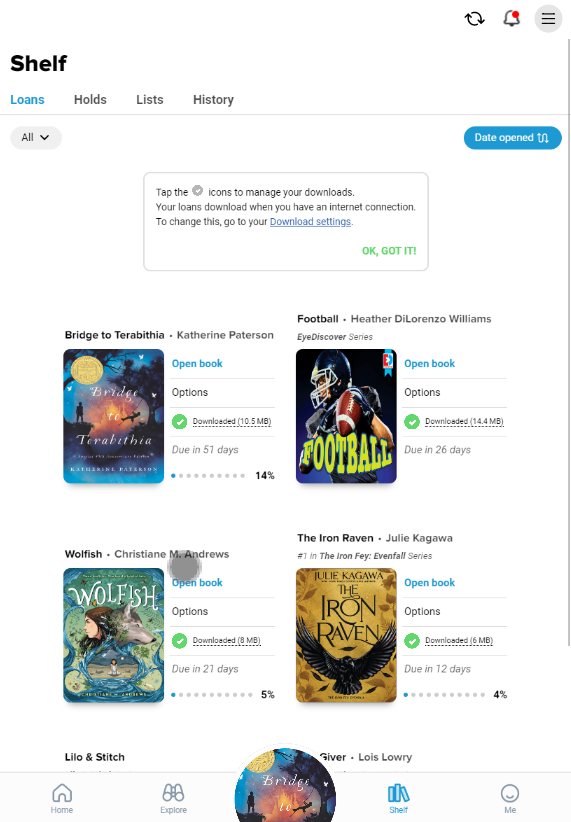 Shelf
Loans Holds Lists History
All
Date opened
Tap the icons to manage your downloads.
Your loans download when you have an internet connection.
To change this, go to your Download settings.
OK, GOT IT!
Bridge to Terabithia • Katherine Paterson
Bridge
to
Terabithia
KATHERINE PATERSON
Open book
Options
Downloaded (10.5 MB)
Due in 51 days
14%
Football • Heather DiLorenzo Williams
EyeDiscover Series
FOOTBALL
Open book
Options
Downloaded (14.4 MB)
Due in 26 days
Wolfish • Christiane M. Andrews
WOLFISH
CHRISTIANE M. ANDREWS
Open book
Options
Downloaded (8 MB)
Due in 21 days
5%
The Iron Raven • Julie Kagawa
#1 in The Iron Fey: Evenfall Series
JULIE KAGAWA
THE
IRON
RAVEN
Open book
Options
Downloaded (6 MB)
Due in 12 days
4%
Lilo & Stitch
Giver • Lois Lowry
Bridge
to
Home
Explore
Shelf
Me